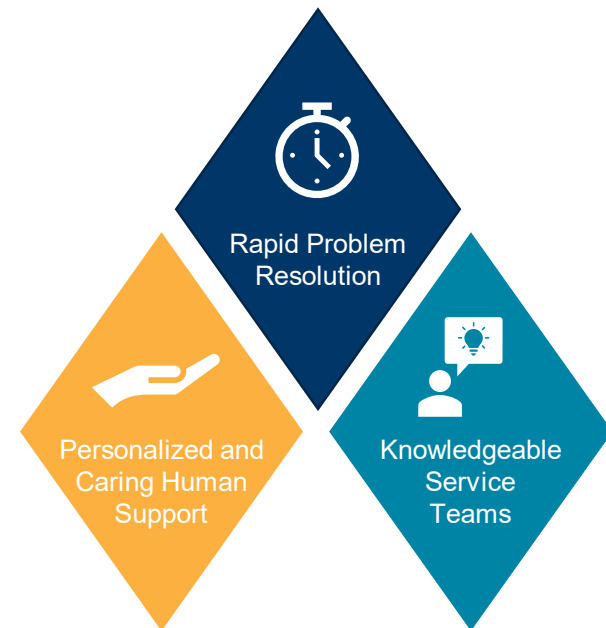 Rapid Problem
Resolution
Personalized and
Caring Human
Support
Knowledgeable
Service
Teams